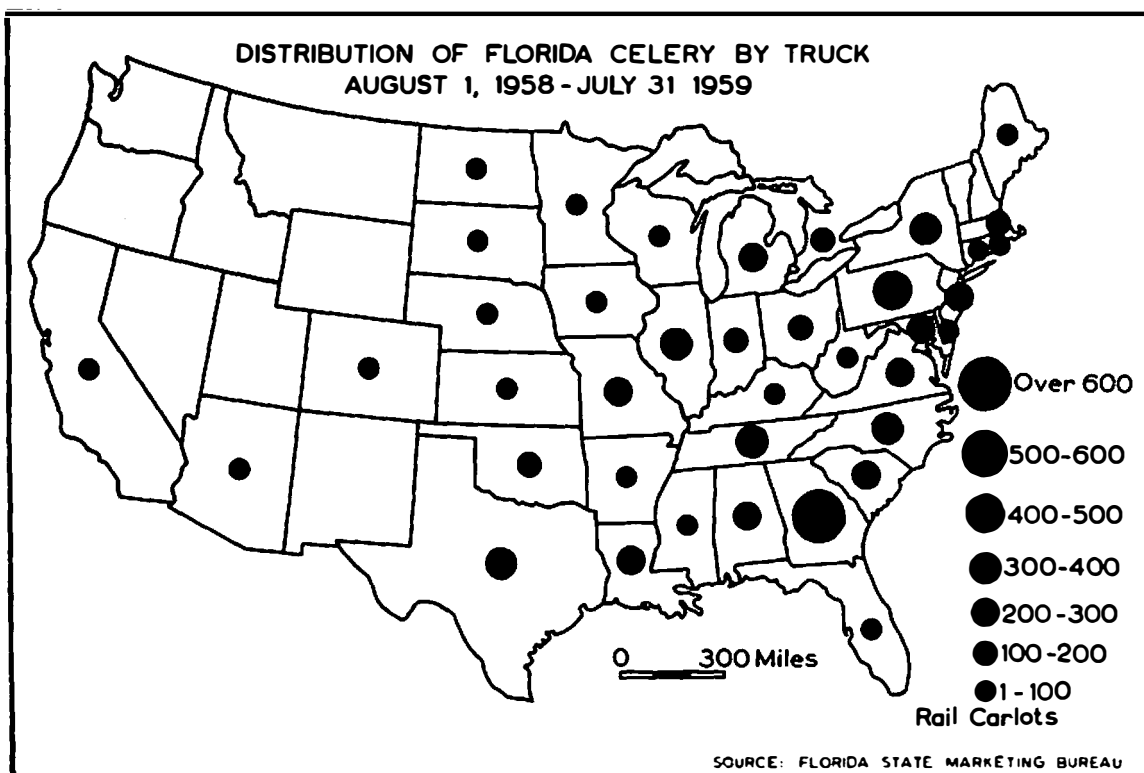 DISTRIBUTION OF FLORIDA CELERY BY TRUCK
AUGUST 1, 1958-JULY 31 1959
Over 600
500-600
400-500
300-400
200-300
100-200
1-100
Rail Carlots
0 300 Miles
SOURCE: FLORIDA STATE MARKETING BUREAU